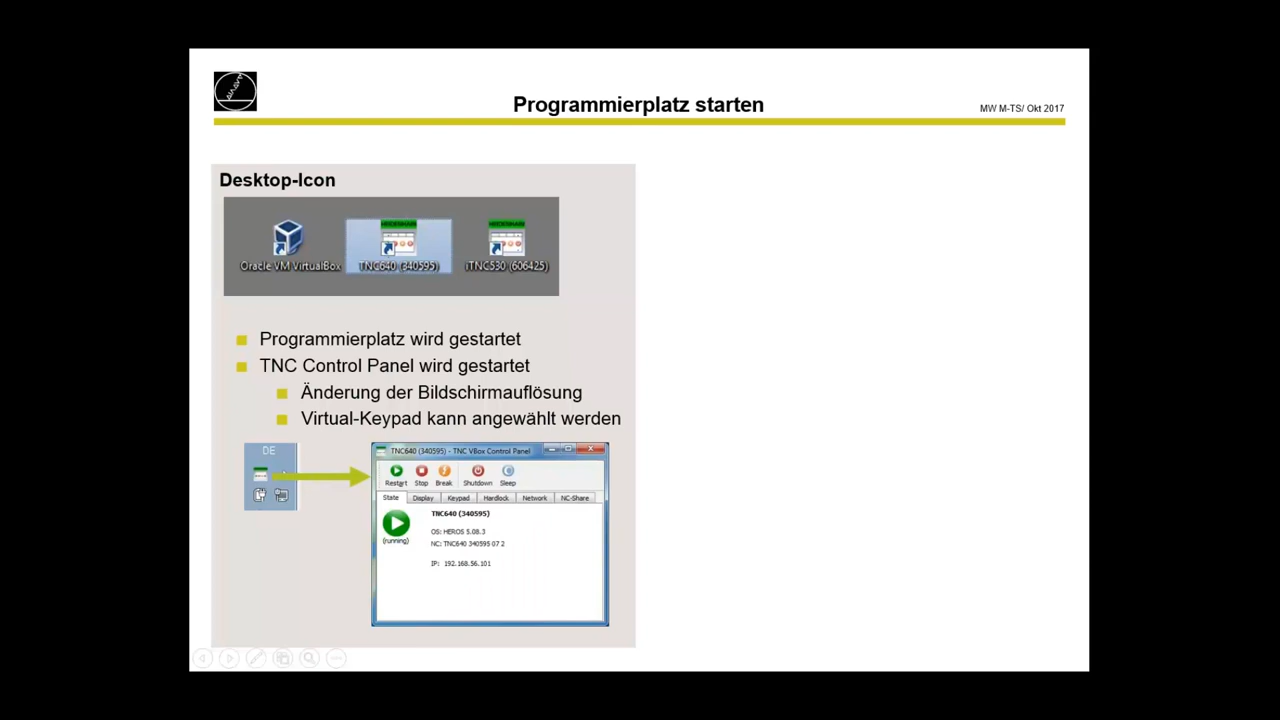 Programmierplatz starten
MW M-TS/ Okt 2017
Desktop-Icon
Oracle VM VirtualBox
TNC640 (340595)
iTNC530 (606425)
Programmierplatz wird gestartet
TNC Control Panel wird gestartet
Änderung der Bildschirmauflösung
Virtual-Keypad kann angewählt werden
DE
TNC640 (340595) - TNC VBox Control Panel
Restart Stop Break Shutdown Sleep
State Display Keypad Hardlock Network NC-Share
TNC640 (340595)
OS: HEROS 5.08.3
(running)
NC: TNC640 340595 07 2
IP: 192.168.56.101